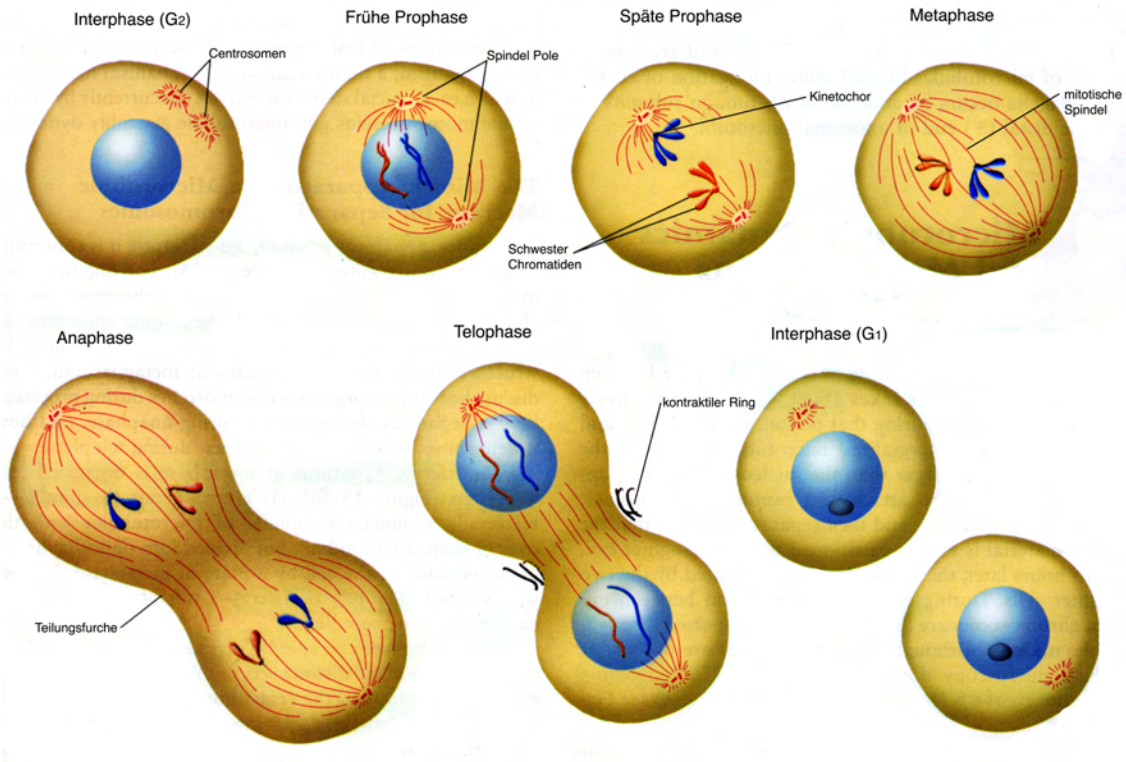 Interphase (G2)
Frühe Prophase
Späte Prophase
Metaphase
Centrosomen
Spindel Pole
Kinetochor
mitotische
Spindel
Schwester
Chromatiden
Anaphase
Telophase
Interphase (G1)
kontraktiler Ring
Teilungsfurche